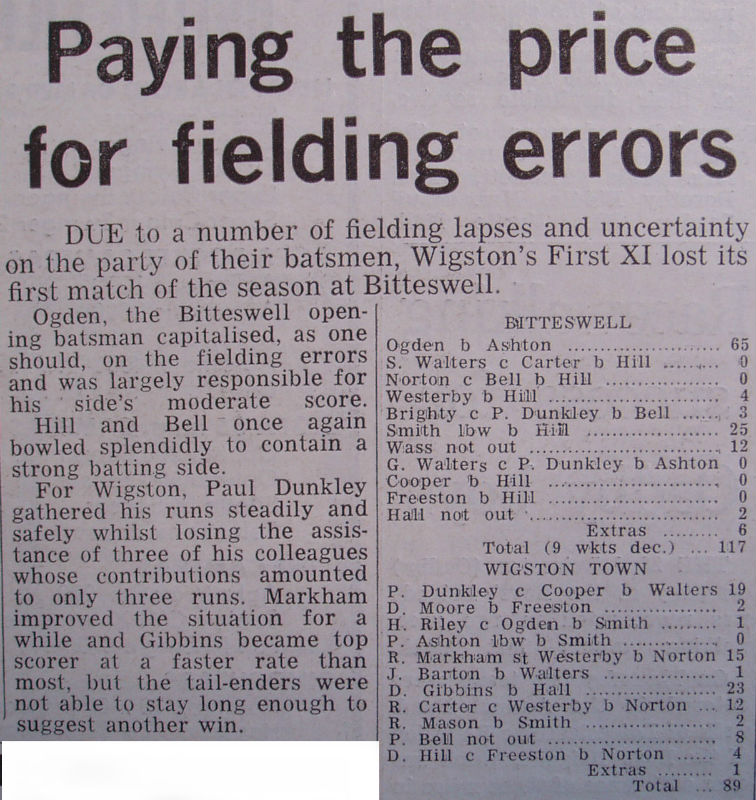 Paying the price
for fielding errors
DUE to a number of fielding lapses and uncertainty
on the party of their batsmen, Wigston's First XI lost its
first match of the season at Bitteswell.
Ogden, the Bitteswell open-
ing batsman capitalised, as one
should, on the fielding errors
and was largely responsible for
his side's moderate score.
Hill and Bell once again
bowled splendidly to contain a
strong batting side.
For Wigston, Paul Dunkley
gathered his runs steadily and
safely whilst losing the assis-
tance of three of his colleagues
whose contributions amounted
to only three runs. Markham
improved the situation for a
while and Gibbins became top
scorer at a faster rate than
most, but the tail-enders were
not able to stay long enough to
suggest another win.
BITTESWELL
Ogden b Ashton ........................ 65
S. Walters c Carter b Hill ......... 0
Norton c Bell b Hill .................. 0
Westerby b Hill ........................ 4
Brighty c P. Dunkley b Bell ...... 3
Smith lbw b Hill ..................... 25
Wass not out ........................... 12
G. Walters c P. Dunkley b Ashton 0
Cooper b Hill ........................... 0
Freeston b Hill ........................ 0
Hall not out .............................. 2
Extras ......... 6
Total (9 wkts dec.) ... 117
WIGSTON TOWN
P. Dunkley c Cooper b Walters 19
D. Moore b Freeston .................. 2
H. Riley c Ogden b Smith ......... 1
P. Ashton lbw b Smith ............... 0
R. Markham st Westerby b Norton 15
J. Barton b Walters .................. 1
D. Gibbins b Hall ..................... 23
R. Carter c Westerby b Norton ... 12
R. Mason b Smith ..................... 2
P. Bell not out ........................... 8
D. Hill c Freeston b Norton ...... 4
Extras ......... 1
Total ... 89